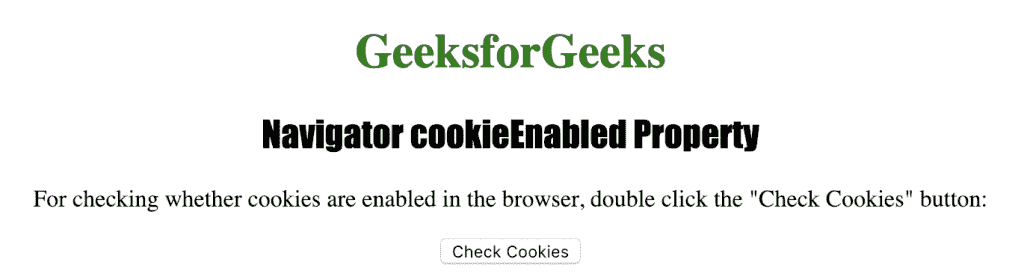 GeeksforGeeks
Navigator cookieEnabled Property
For checking whether cookies are enabled in the browser, double click the "Check Cookies" button:
Check Cookies